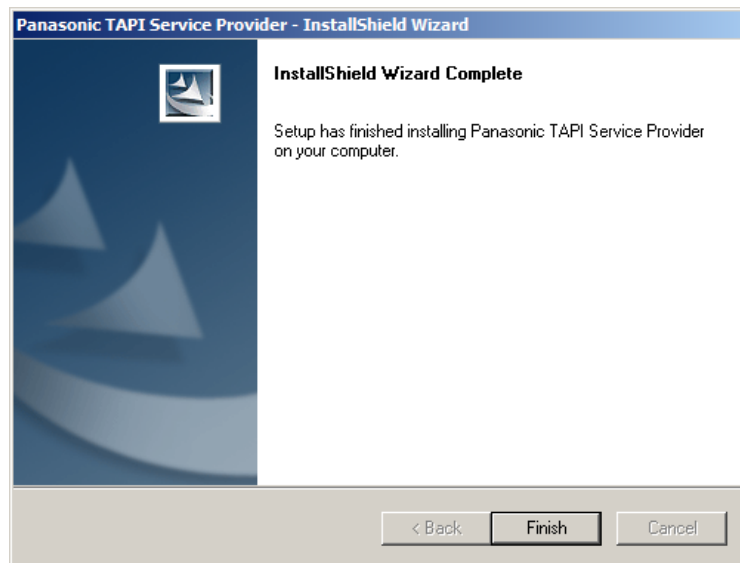 Panasonic TAPI Service Provider - InstallShield Wizard
InstallShield Wizard Complete
Setup has finished installing Panasonic TAPI Service Provider
on your computer.
< Back
Finish
Cancel